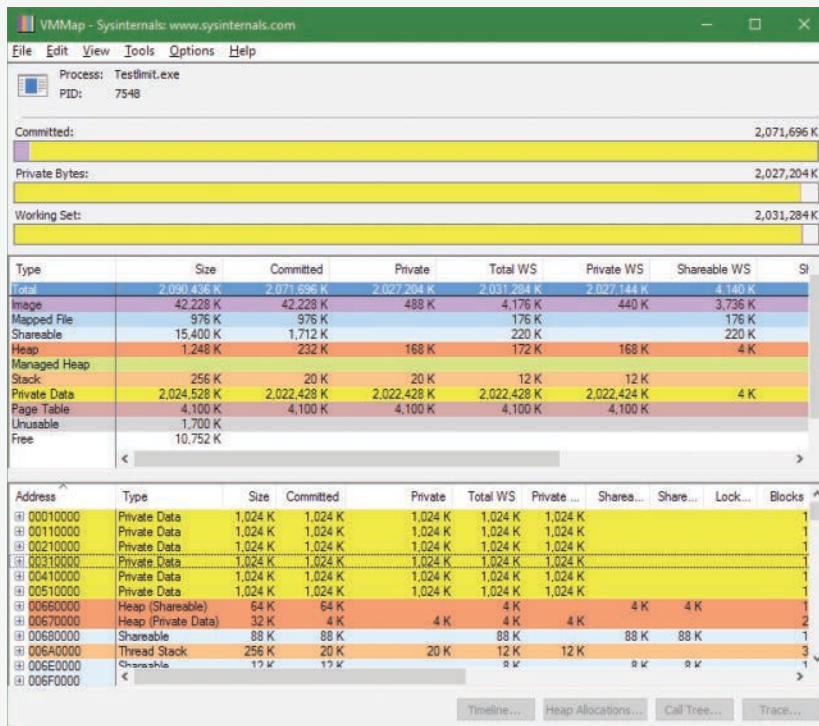 VMMap - Sysinternals: www.sysinternals.com
File Edit View Tools Options Help
Process: Testlimit.exe
PID: 7548
Committed: 2,071,696 K
Private Bytes: 2,027,204 K
Working Set: 2,031,284 K
Type Size Committed Private Total WS Private WS Shareable WS Sh
Total 2,090,436 K 2,071,696 K 2,027,204 K 2,031,284 K 2,027,144 K 4,140 K
Image 42,228 K 42,228 K 488 K 4,176 K 440 K 3,736 K
Mapped File 976 K 976 K 176 K 176 K
Shareable 15,400 K 1,712 K 220 K 220 K
Heap 1,248 K 232 K 168 K 172 K 168 K 4 K
Managed Heap
Stack 256 K 20 K 20 K 12 K 12 K
Private Data 2,024,528 K 2,022,428 K 2,022,428 K 2,022,428 K 2,022,424 K 4 K
Page Table 4,100 K 4,100 K 4,100 K 4,100 K 4,100 K
Unusable 1,700 K
Free 10,752 K
Address Type Size Committed Private Total WS Private ... Sharea... Share... Lock... Blocks
00010000 Private Data 1,024 K 1,024 K 1,024 K 1,024 K 1,024 K 1
00110000 Private Data 1,024 K 1,024 K 1,024 K 1,024 K 1,024 K 1
00210000 Private Data 1,024 K 1,024 K 1,024 K 1,024 K 1,024 K 1
00310000 Private Data 1,024 K 1,024 K 1,024 K 1,024 K 1,024 K 1
00410000 Private Data 1,024 K 1,024 K 1,024 K 1,024 K 1,024 K 1
00510000 Private Data 1,024 K 1,024 K 1,024 K 1,024 K 1,024 K 1
00660000 Heap (Shareable) 64 K 64 K 4 K 4 K 4 K 1
00670000 Heap (Private Data) 32 K 4 K 4 K 4 K 4 K 2
00680000 Shareable 88 K 88 K 88 K 88 K 88 K 1
006A0000 Thread Stack 256 K 20 K 20 K 12 K 12 K 3
006E0000 Shareable 12 K 12 K 8 K 8 K 8 K 1
006F0000
Timeline... Heap Allocations... Call Tree... Trace...